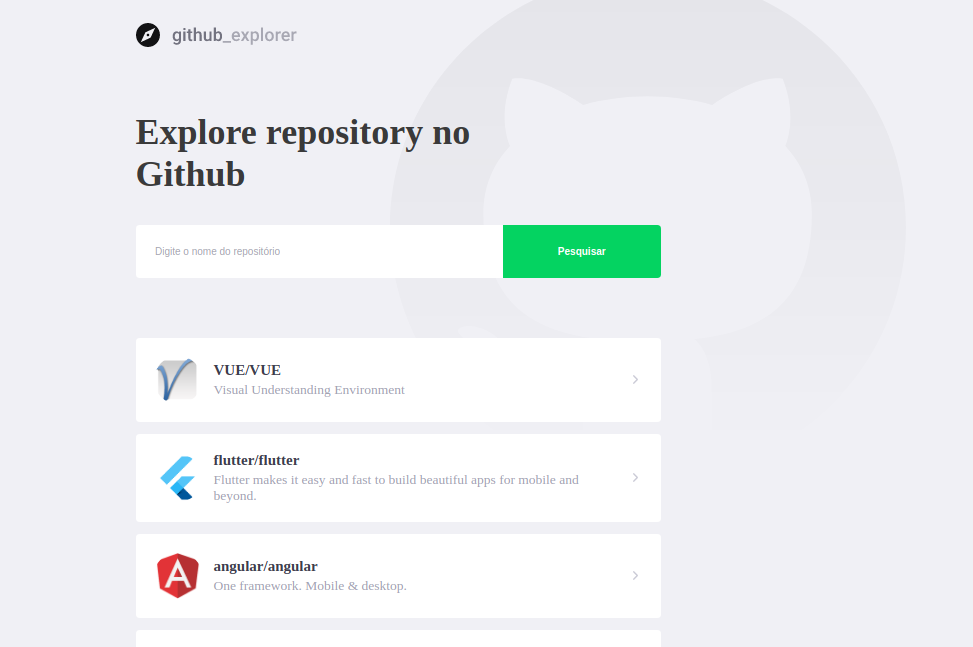 github_explorer
Explore repository no
Github
Digite o nome do repositório
Pesquisar
VUE/VUE
Visual Understanding Environment
flutter/flutter
Flutter makes it easy and fast to build beautiful apps for mobile and
beyond.
angular/angular
One framework. Mobile & desktop.